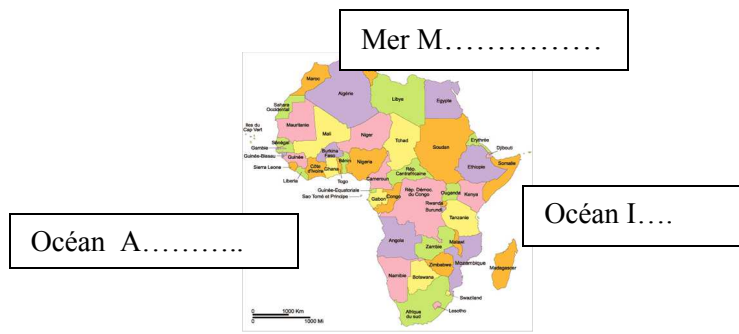 Mer M……………
Maroc
Algérie
Libye
Egypte
Sahara
Occidental
Iles du
Cap Vert
Mauritanie
Mali
Niger
Tchad
Soudan
Erythrée
Djibouti
Sénégal
Gambie
Guinée-Bissau
Guinée
Sierra Leone
Liberia
Côte
d'Ivoire
Burkina
Faso
Ghana
Togo
Bénin
Nigeria
Cameroun
Rép.
Centrafricaine
Ethiopie
Somalie
Guinée-Equatoriale
Sao Tomé et Principe
Gabon
Congo
Rép. Démoc.
du Congo
Ouganda
Kenya
Rwanda
Burundi
Tanzanie
Océan I….
Océan A………..
Angola
Zambie
Malawi
Mozambique
Zimbabwe
Madagascar
Namibie
Botswana
Swaziland
Lesotho
Afrique
du sud
0 1000 Km
0 1000 Mi